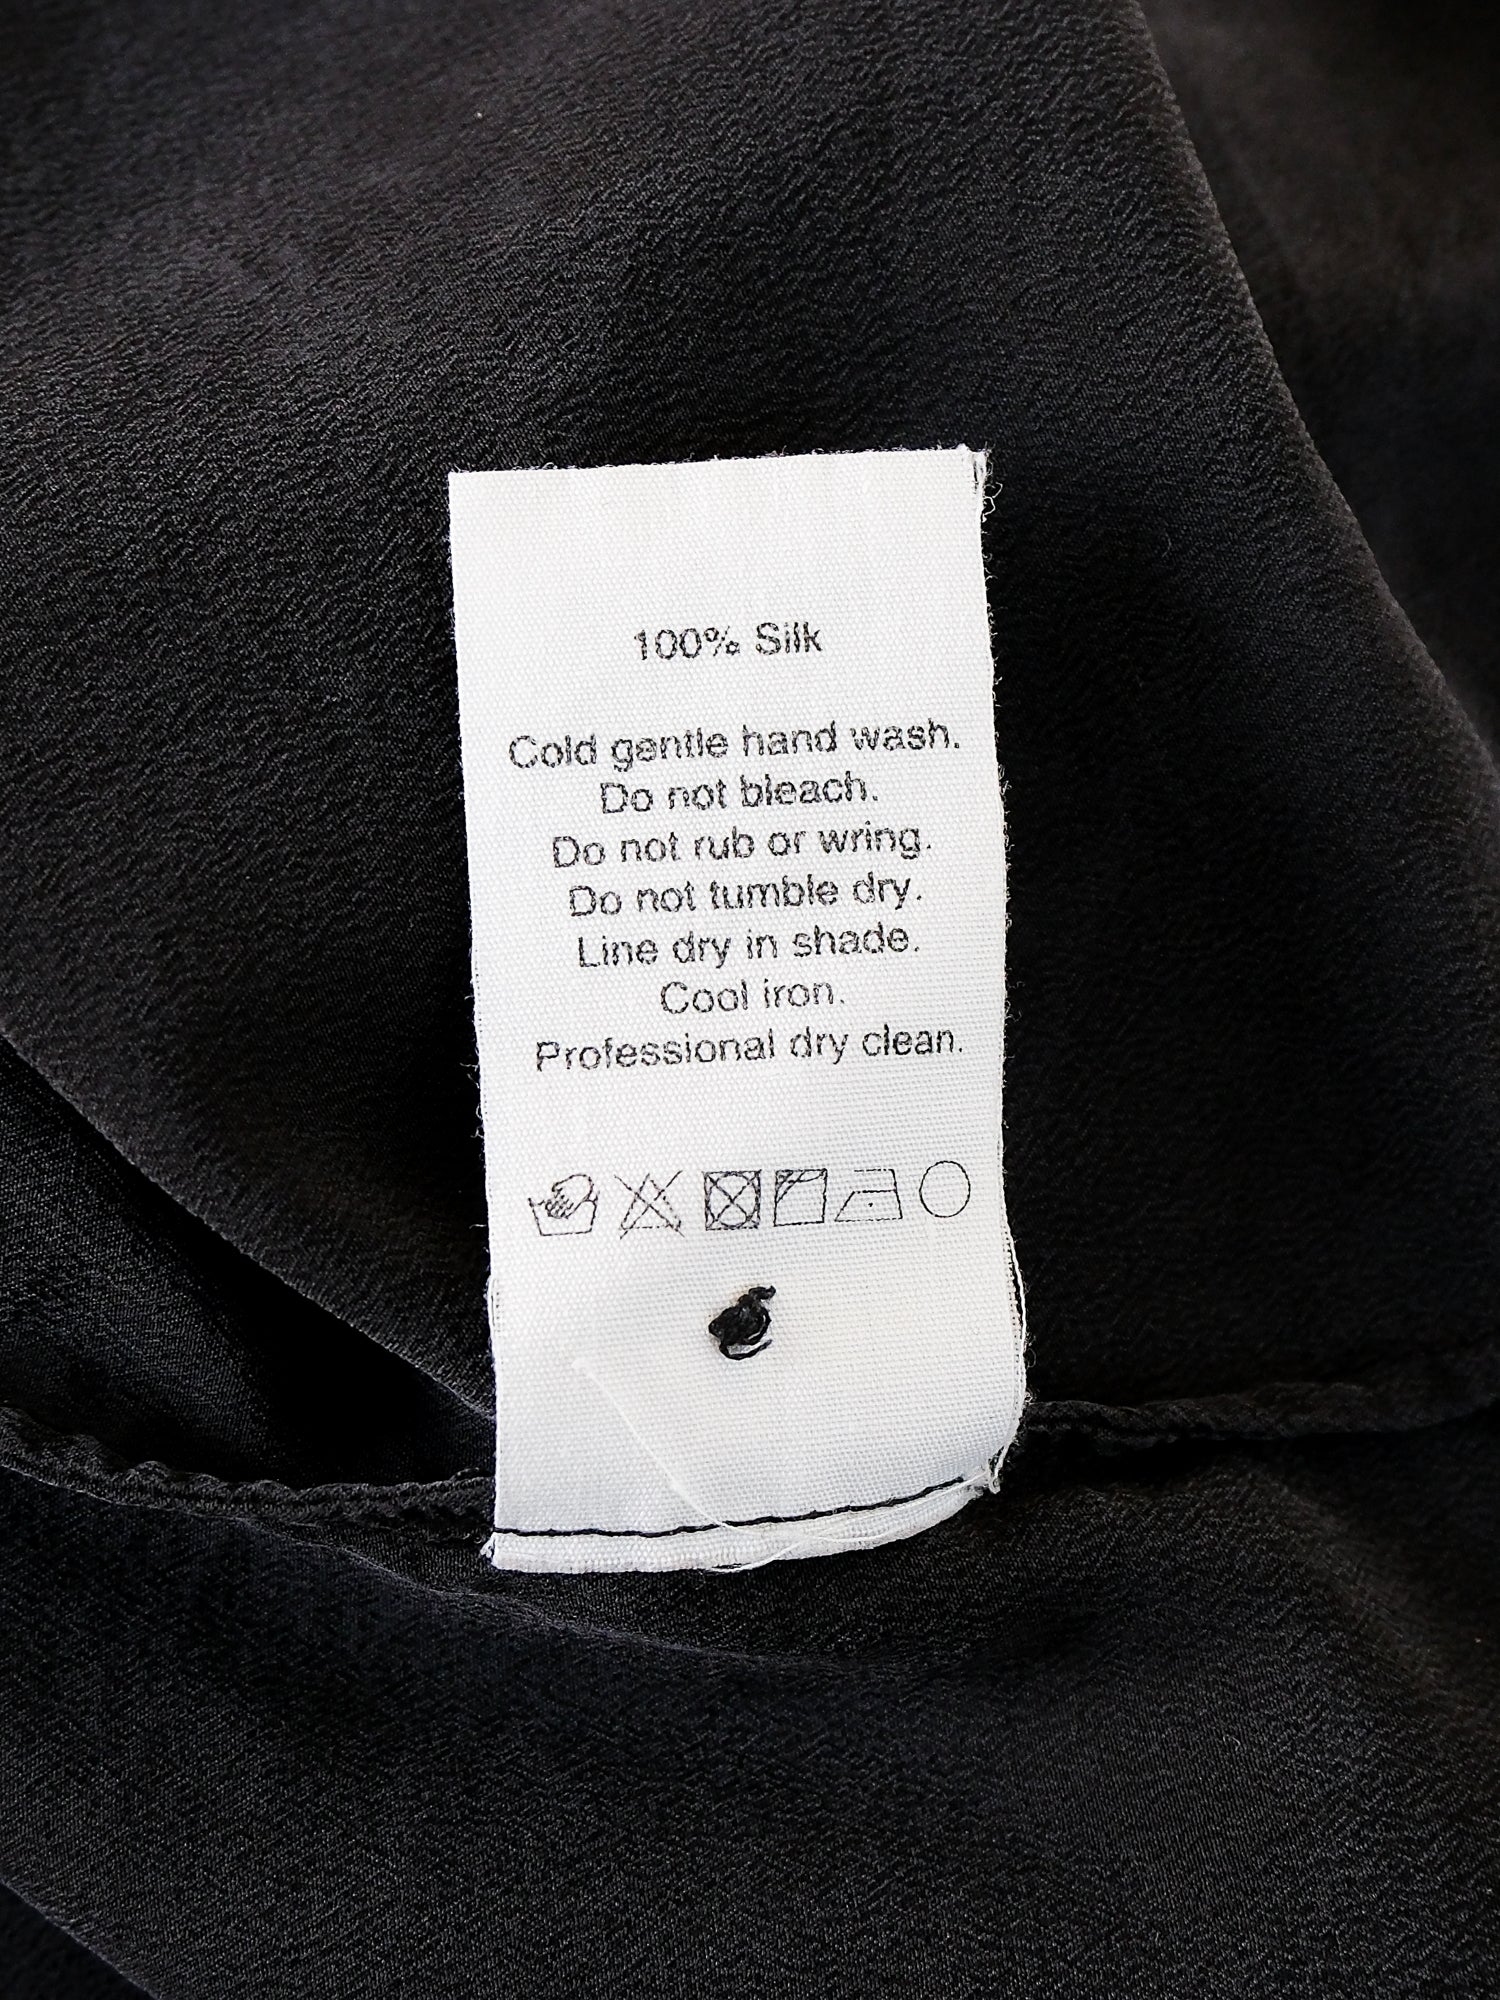 100% Silk
Cold gentle hand wash.
Do not bleach.
Do not rub or wring.
Do not tumble dry.
Line dry in shade.
Cool iron.
Professional dry clean.